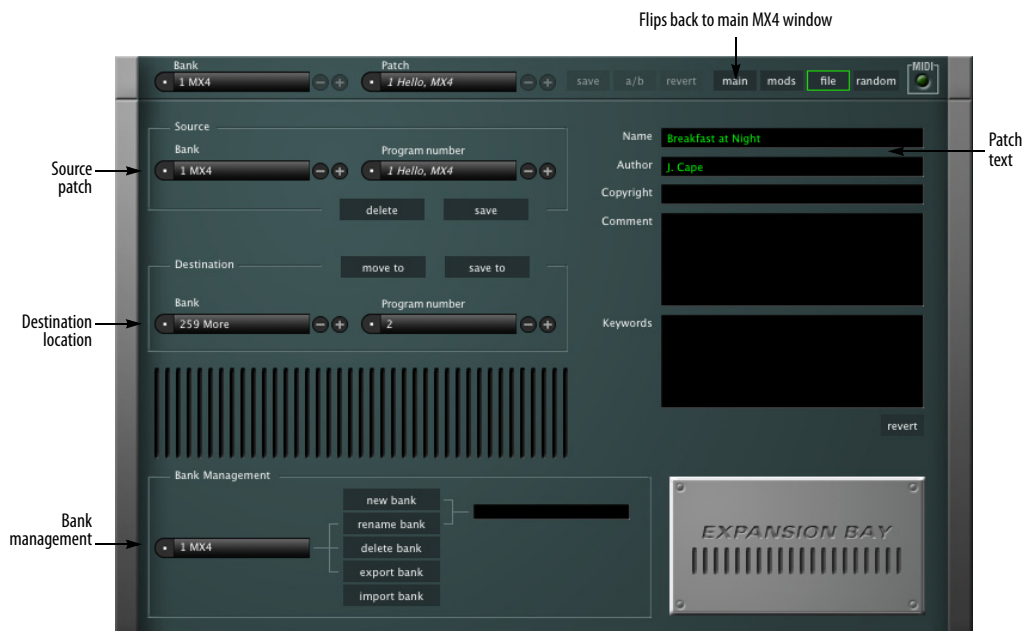 Flips back to main MX4 window
Bank
Patch
MIDI
1 MX4
1 Hello, MX4
save
a/b
revert
main
mods
file
random
Source
Bank
Program number
1 MX4
1 Hello, MX4
delete
save
Source
patch
Destination
move to
save to
Bank
Program number
259 More
2
Destination
location
Name
Breakfast at Night
Author
J. Cape
Copyright
Comment
Keywords
revert
Patch
text
Bank Management
new bank
rename bank
1 MX4
delete bank
export bank
import bank
Bank
management
EXPANSION BAY